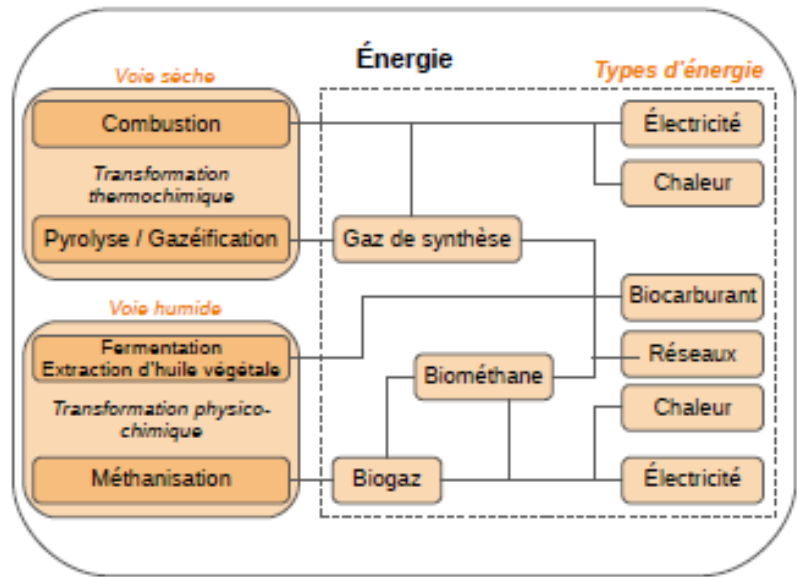 Énergie
Voie sèche
Types d'énergie
Combustion
Électricité
Transformation
thermochimique
Chaleur
Pyrolyse / Gazéification
Gaz de synthèse
Voie humide
Biocarburant
Fermentation
Extraction d'huile végétale
Réseaux
Biométhane
Transformation physico-
chimique
Chaleur
Méthanisation
Biogaz
Électricité